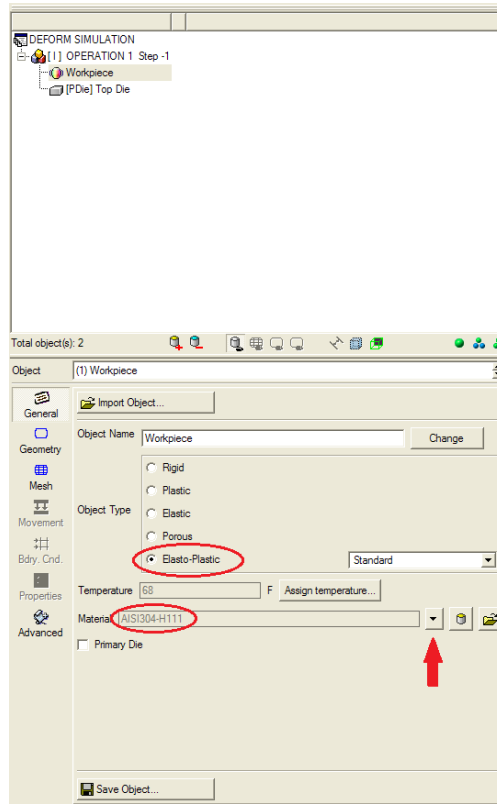 DEFORM SIMULATION
[ 1 ] OPERATION 1 Step -1
Workpiece
[PDie] Top Die
Total object(s): 2
Object (1) Workpiece
General
Import Object...
Object Name Workpiece Change
Geometry
Rigid
Mesh
Plastic
Object Type
Elastic
Movement
Porous
Bdry. Cnd.
Elasto-Plastic Standard
Properties
Temperature 68 F Assign temperature...
Material AISI304-H111
Advanced
Primary Die
Save Object...